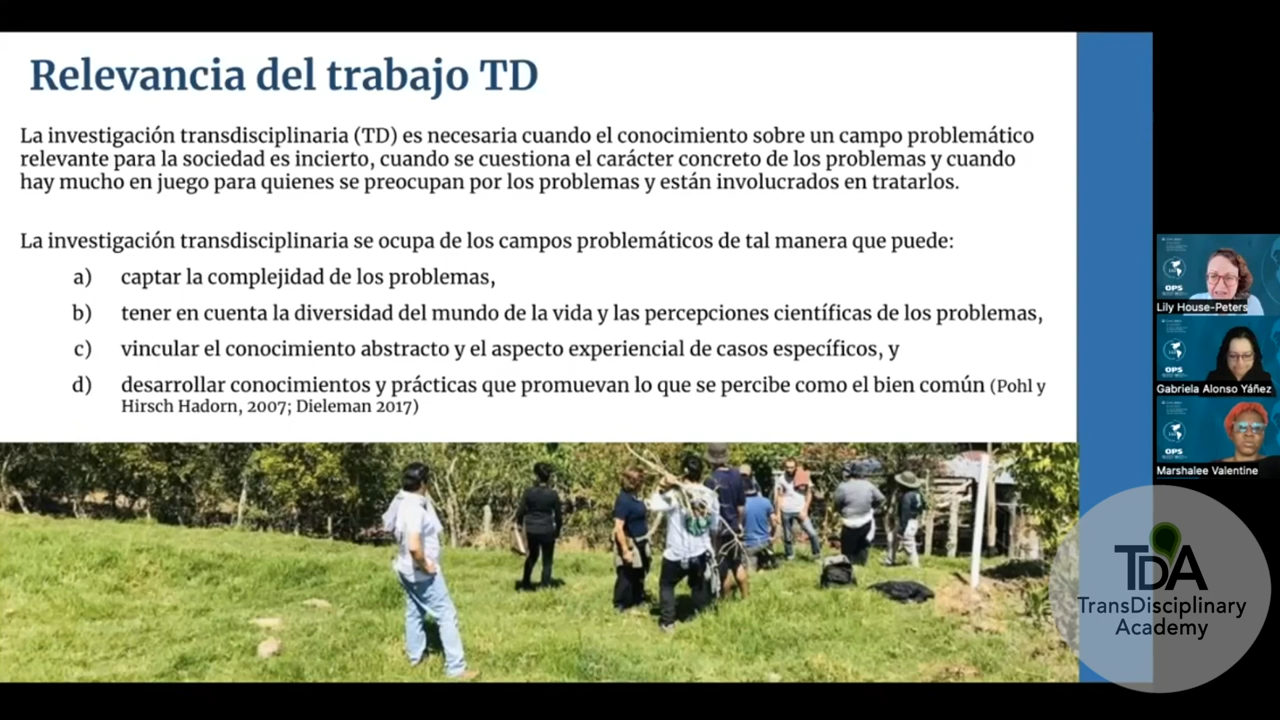 Relevancia del trabajo TD
La investigación transdisciplinaria (TD) es necesaria cuando el conocimiento sobre un campo problemático
relevante para la sociedad es incierto, cuando se cuestiona el carácter concreto de los problemas y cuando
hay mucho en juego para quienes se preocupan por los problemas y están involucrados en tratarlos.
La investigación transdisciplinaria se ocupa de los campos problemáticos de tal manera que puede:
a) captar la complejidad de los problemas,
b) tener en cuenta la diversidad del mundo de la vida y las percepciones científicas de los problemas,
c) vincular el conocimiento abstracto y el aspecto experiencial de casos específicos, y
d) desarrollar conocimientos y prácticas que promuevan lo que se percibe como el bien común (Pohl y
Hirsch Hadorn, 2007; Dieleman 2017)
OPS
Lily House-Peters
OPS
Gabriela Alonso Yáñez
OPS
Marshalee Valentine
TDA
TransDisciplinary
Academy